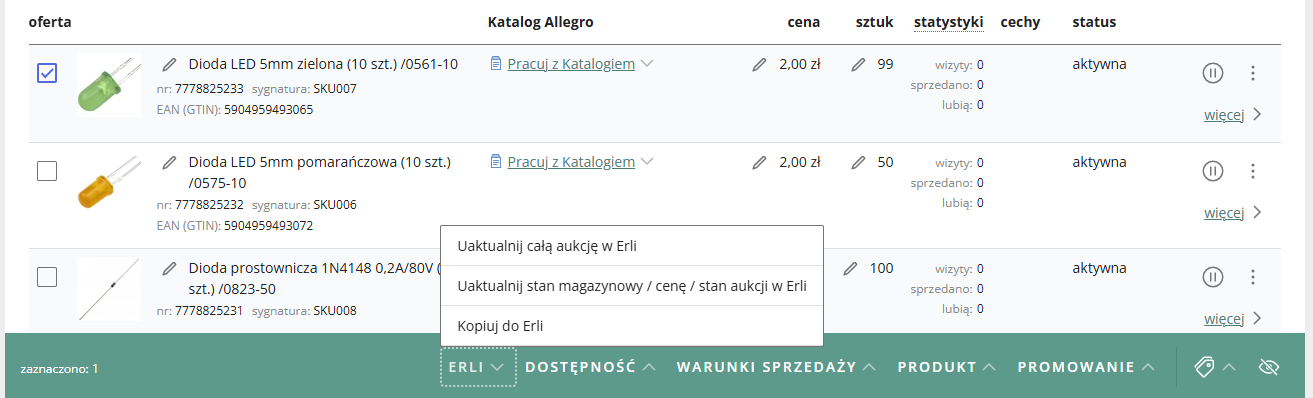 oferta Katalog Allegro cena sztuk statystyki cechy status
Dioda LED 5mm zielona (10 szt.) /0561-10 Pracuj z Katalogiem 2,00 zł 99 wizyty: 0 aktywna
nr: 7778825233 sygnatura: SKU007 sprzedano: 0
EAN (GTIN): 5904959493065 lubią: 0 więcej
Dioda LED 5mm pomarańczowa (10 szt.) Pracuj z Katalogiem 2,00 zł 50 wizyty: 0 aktywna
/0575-10 sprzedano: 0
nr: 7778825232 sygnatura: SKU006 lubią: 0 więcej
EAN (GTIN): 5904959493072
Uaktualnij całą aukcję w Erli
Dioda prostownicza 1N4148 0,2A/80V ( 100 wizyty: 0 aktywna
szt.) /0823-50 Uaktualnij stan magazynowy / cenę / stan aukcji w Erli sprzedano: 0
nr: 7778825231 sygnatura: SKU008 lubią: 0 więcej
Kopiuj do Erli
zaznaczono: 1 ERLI DOSTĘPNOŚĆ WARUNKI SPRZEDAŻY PRODUKT PROMOWANIE